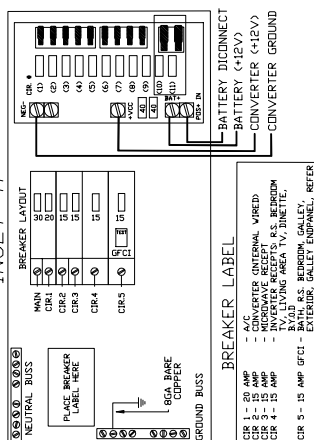 CIR. #
(1)
(2)
(3)
(4)
(5)
(6)
(7)
(8)
(9)
(10)
(11)
NEG-
+VCC
40
40
BAT+
POS+ IN
BATTERY DICONNECT
BATTERY (+12V)
CONVERTER (+12V)
CONVERTER GROUND
BREAKER LAYOUT
30 20 15 15
15
15
TEST
GFCI
MAIN
CIR.1
CIR.2
CIR.3
CIR.4
CIR.5
NEUTRAL BUSS
PLACE BREAKER
LABEL HERE
8GA BARE
COPPER
GROUND BUSS
BREAKER LABEL
CIR 1 - 20 AMP - A/C
CIR 2 - 15 AMP - CONVERTER (INTERNAL WIRED)
CIR 3 - 15 AMP - MICROWAVE RECEPT
CIR 4 - 15 AMP - INVERTER RECEPTS: R.S. BEDROOM
TV, LIVING AREA TV, DINETTE,
B.Y.O.D
CIR 5 - 15 AMP GFCI - BATH, R.S. BEDROOM, GALLEY,
EXTERIOR, GALLEY ENDPANEL, REFER